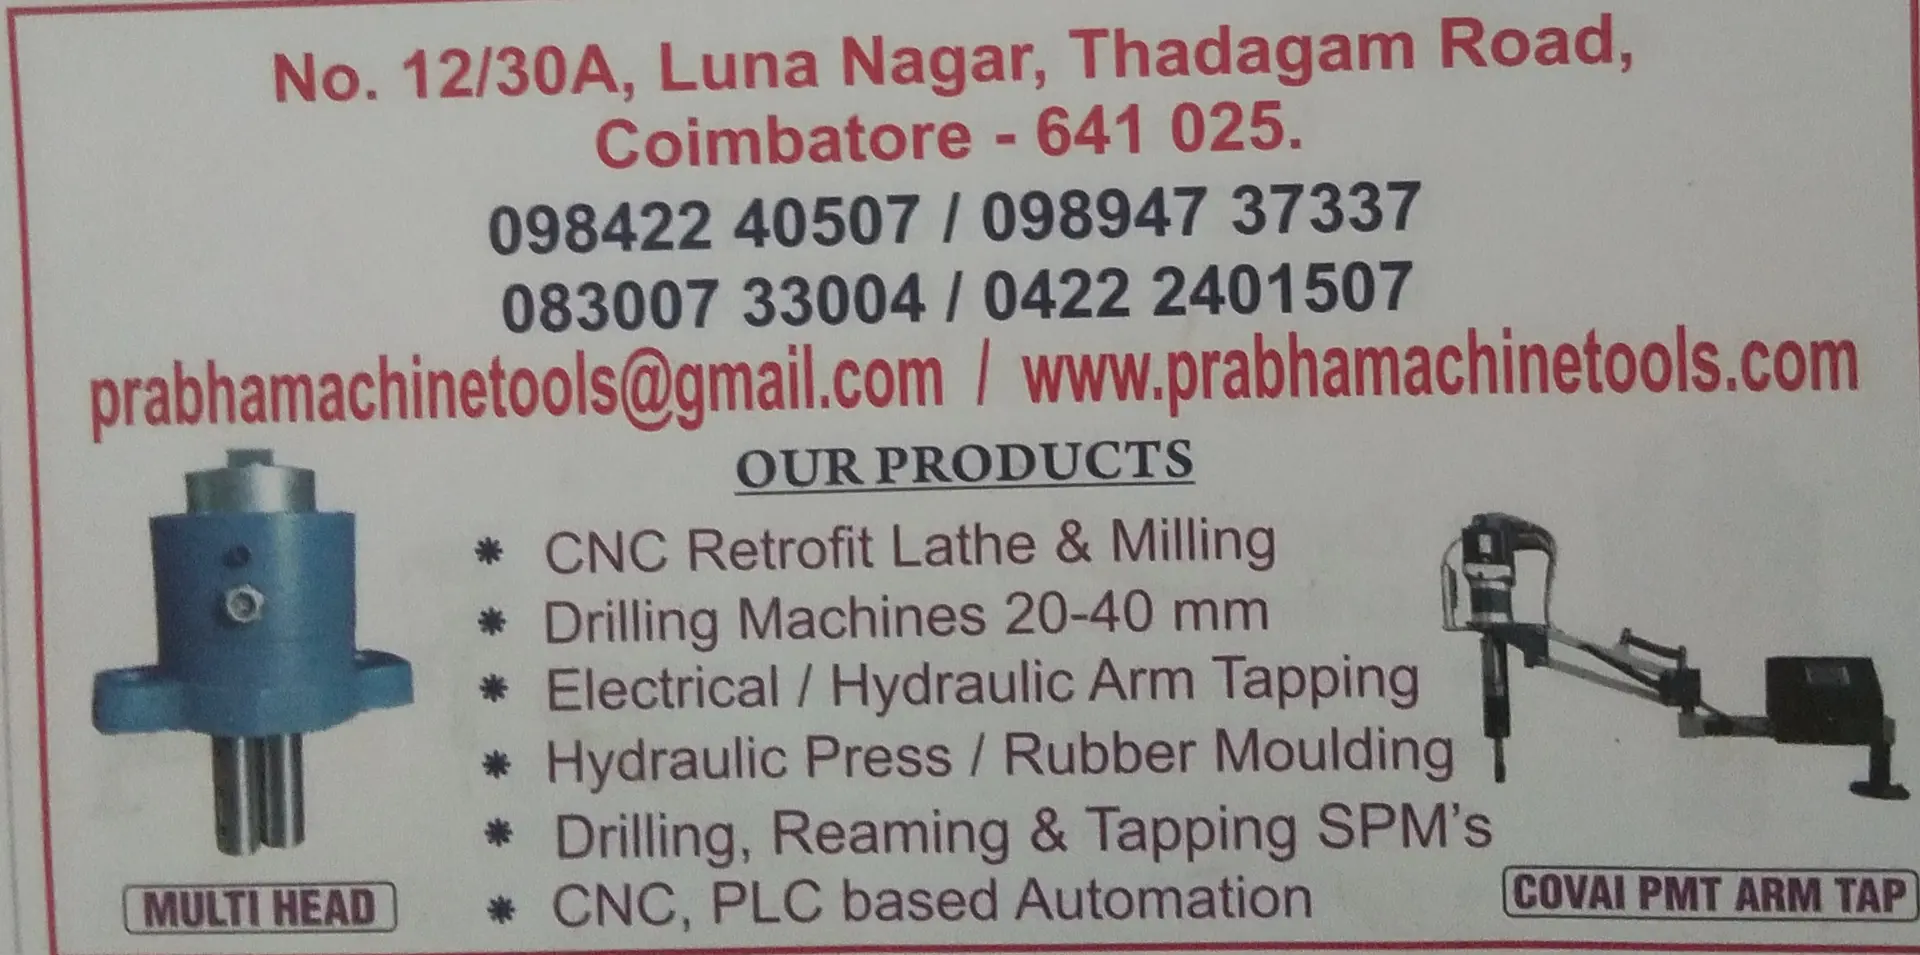 No. 12/30A, Luna Nagar, Thadagam Road,
Coimbatore - 641 025.
098422 40507 / 098947 37337
083007 33004 / 0422 2401507
prabhamachinetools@gmail.com / www.prabhamachinetools.com
OUR PRODUCTS
* CNC Retrofit Lathe & Milling
* Drilling Machines 20-40 mm
* Electrical / Hydraulic Arm Tapping
* Hydraulic Press / Rubber Moulding
* Drilling, Reaming & Tapping SPM's
* CNC, PLC based Automation
MULTI HEAD
COVAI PMT ARM TAP